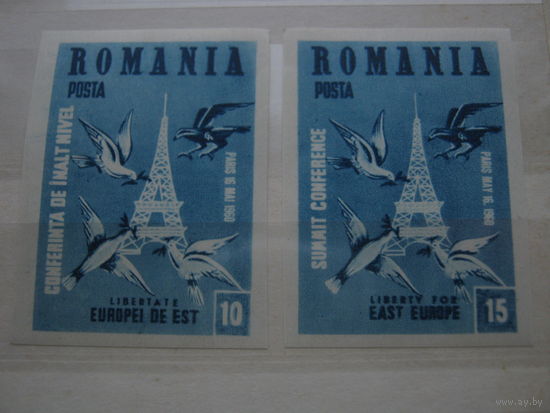 ROMANIA
POSTA
CONFERINTA DE INALT NIVEL
PARIS 16 MAI 1960
LIBERTATE
EUROPEI DE EST
10
ROMANIA
POSTA
SUMMIT CONFERENCE
PARIS MAY 16, 1960
LIBERTY FOR
EAST EUROPE
15
www.ay.by